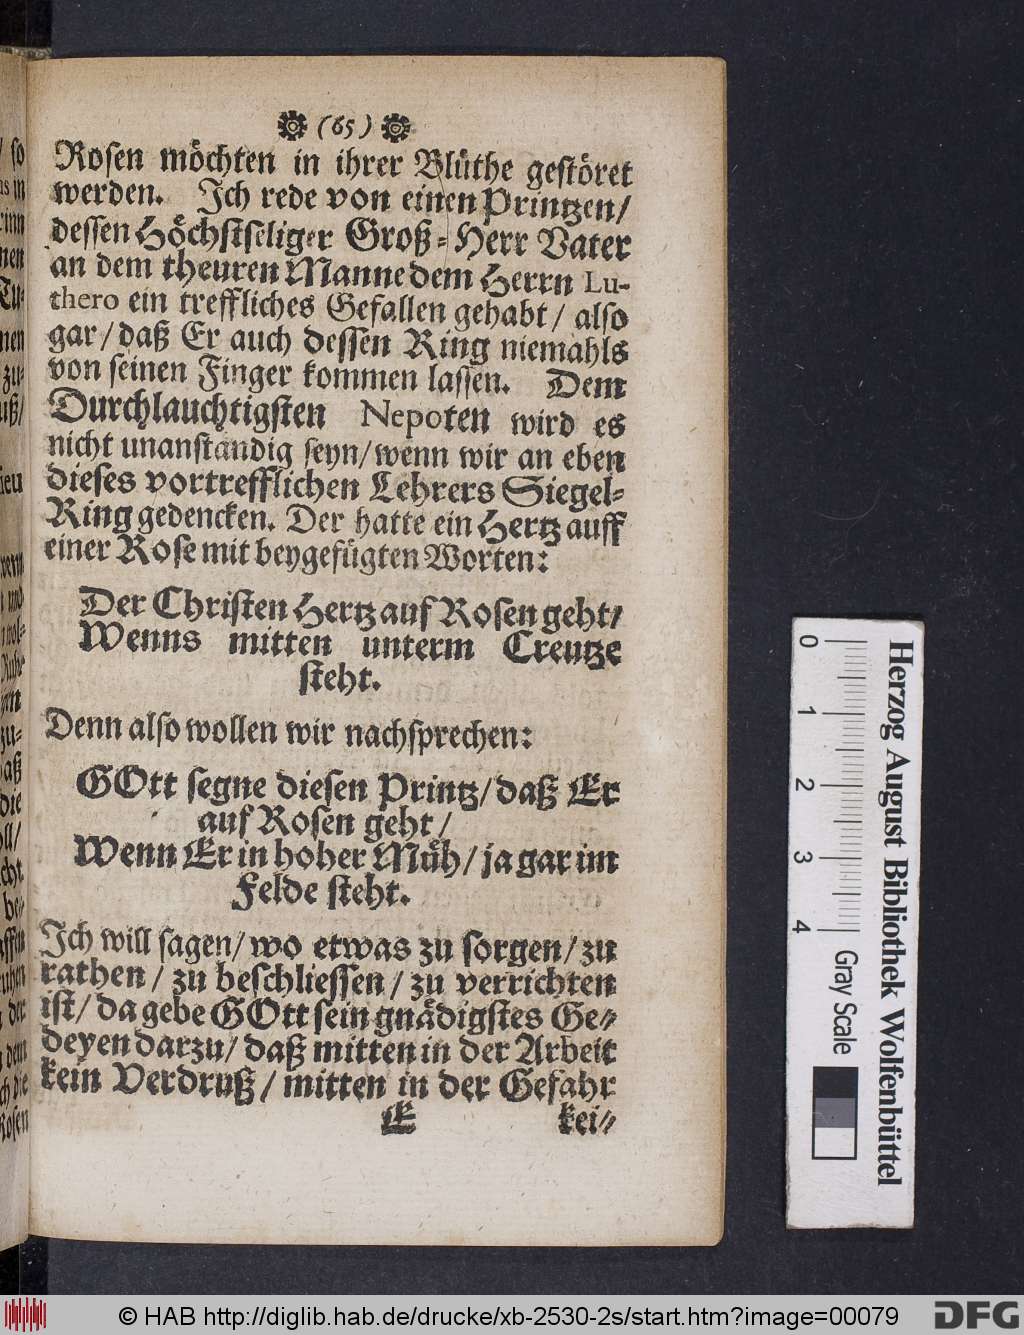 (65)
Rosen möchten in ihrer Blüthe gestöret
werden. Ich rede von einen Printzen/
dessen Höchstseliger Groß-Herr Vater
an dem theuren Manne dem Herrn Lu-
thero ein treffliches Gefallen gehabt/ also
gar/ daß Er auch dessen Ring niemahls
von seinen Finger kommen lassen. Dem
Durchlauchtigsten Nepoten wird es
nicht unanständig seyn/ wenn wir an eben
dieses vortrefflichen Lehrers Siegel-
Ring gedencken. Der hatte ein Hertz auff
einer Rose mit beygefügten Worten:
Der Christen Hertz auf Rosen geht/
Wenns mitten unterm Creutze
steht.
Denn also wollen wir nachsprechen:
GOtt segne diesen Printz/ daß Er
auf Rosen geht/
Wenn Er in hoher Müh/ ja gar im
Felde steht.
Ich will sagen/ wo etwas zu sorgen/ zu
rathen/ zu beschliessen/ zu verrichten
ist/ da gebe GOtt sein gnädigstes Ge-
deyen darzu/ daß mitten in der Arbeit
kein Verdruß/ mitten in der Gefahr
E kei-
0 1 2 3 4
Gray Scale
Herzog August Bibliothek Wolfenbüttel
© HAB http://diglib.hab.de/drucke/xb-2530-2s/start.htm?image=00079
DFG